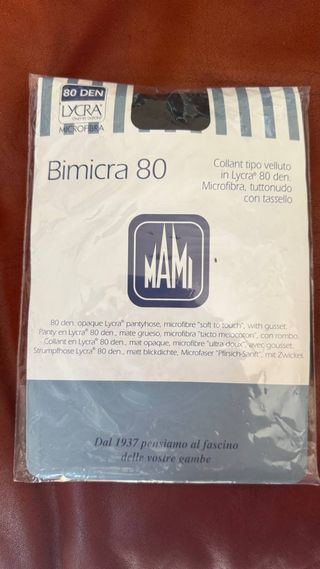 80 DEN
LYCRA®
MICROFIBRA
Bimicra 80
Collant tipo velluto
in Lycra® 80 den.
Microfibra, tuttonudo
con tassello
MAMI
80 den. opaque Lycra® pantyhose, microfibre "soft to touch", with gusset.
Panty en Lycra® 80 den., mate grueso, microfibra "tacto melocoton", con rombo.
Collant en Lycra® 80 den., mat opaque, microfibre "ultra doux", avec gousset.
Strumpfhose Lycra® 80 den., matt blickdichte, Microfaser "Pfirsich-Sanft", mit Zwickel.
Dal 1937 pensiamo al fascino
delle vostre gambe